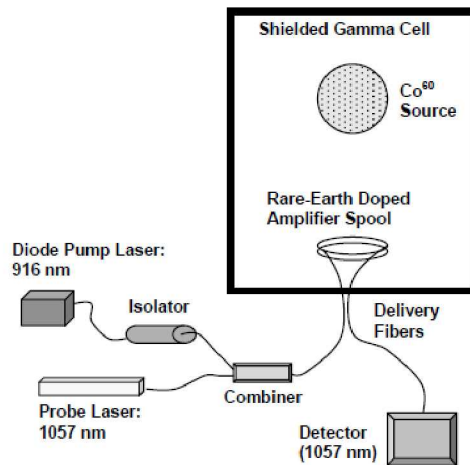 Shielded Gamma Cell
Co⁶⁰
Source
Rare-Earth Doped
Amplifier Spool
Diode Pump Laser:
916 nm
Isolator
Delivery
Fibers
Combiner
Probe Laser:
1057 nm
Detector
(1057 nm)